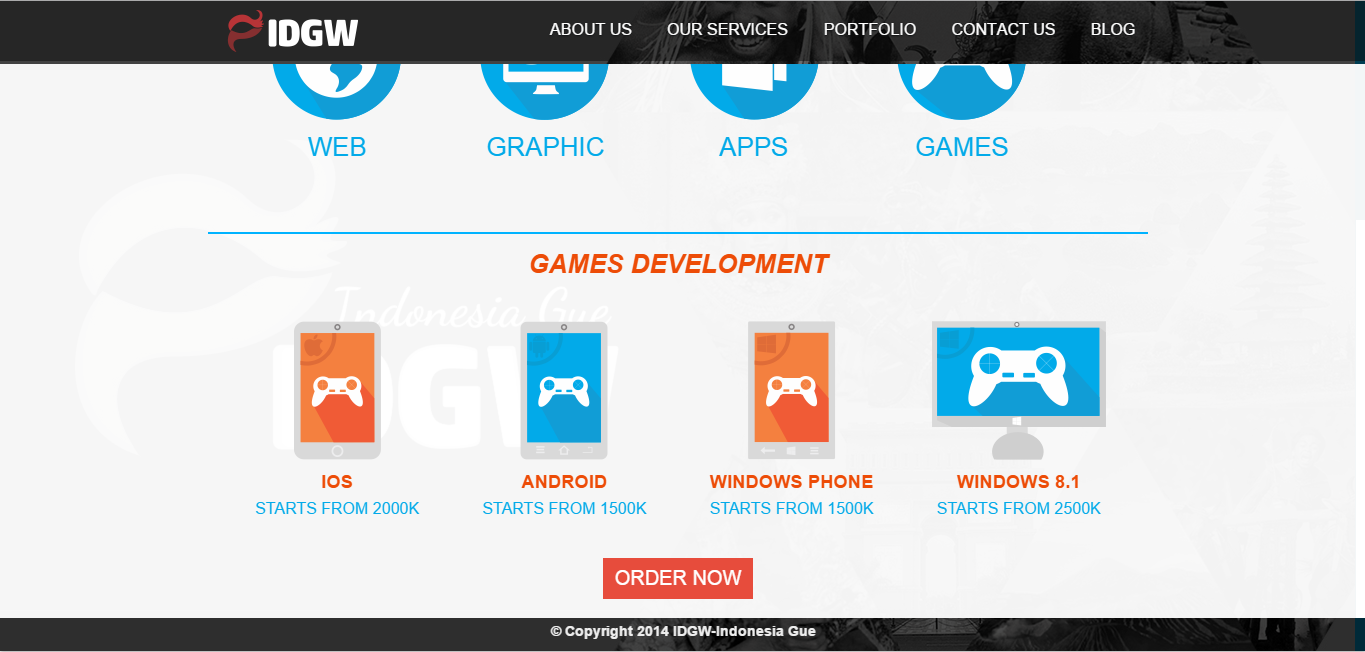 IDGW
ABOUT US OUR SERVICES PORTFOLIO CONTACT US BLOG
WEB GRAPHIC APPS GAMES
GAMES DEVELOPMENT
Indonesia Gue
IDGW
IOS ANDROID WINDOWS PHONE WINDOWS 8.1
STARTS FROM 2000K STARTS FROM 1500K STARTS FROM 1500K STARTS FROM 2500K
ORDER NOW
© Copyright 2014 IDGW-Indonesia Gue